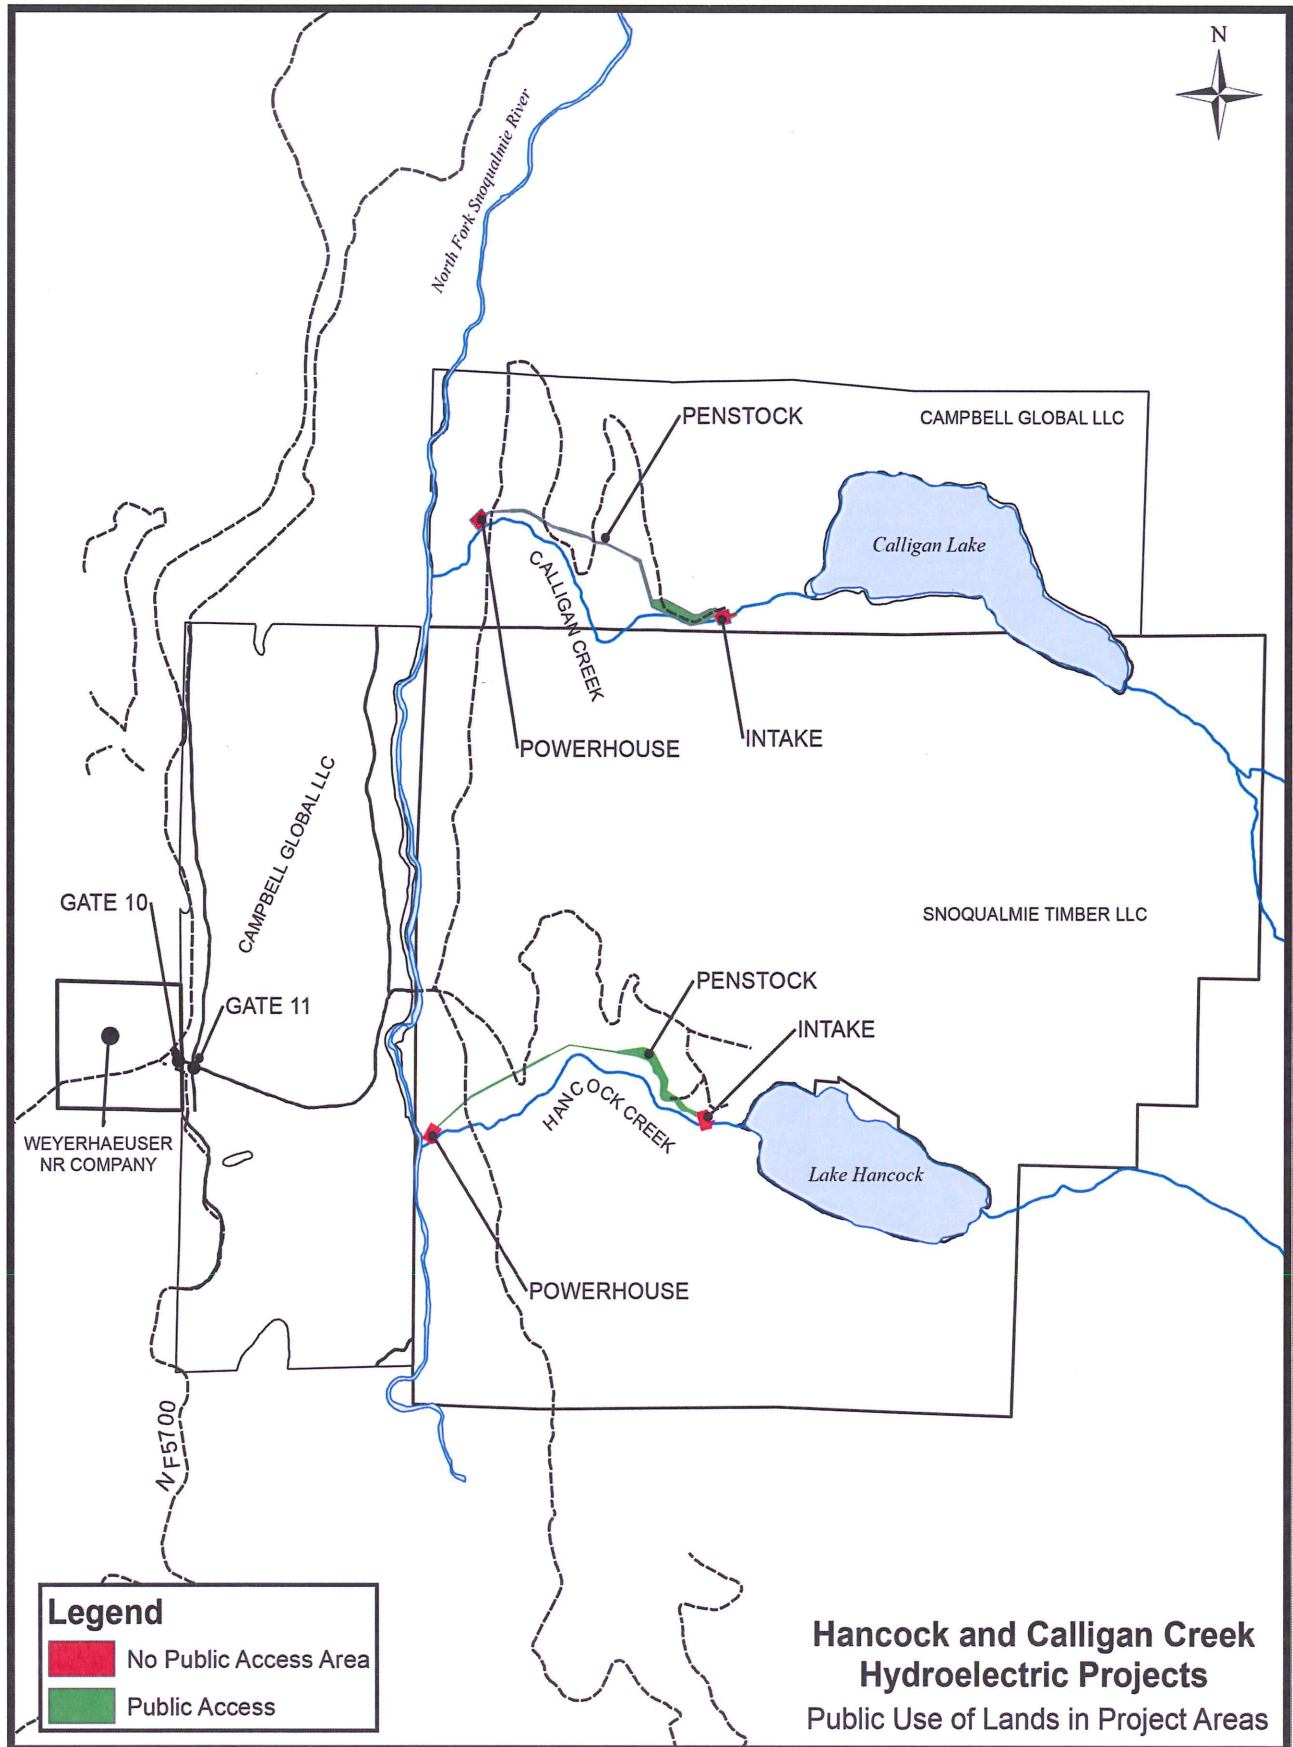 N
North Fork Snoqualmie River
PENSTOCK
CAMPBELL GLOBAL LLC
Calligan Lake
CALLIGAN CREEK
POWERHOUSE
INTAKE
CAMPBELL GLOBAL LLC
GATE 10
SNOQUALMIE TIMBER LLC
PENSTOCK
GATE 11
INTAKE
HANCOCK CREEK
WEYERHAEUSER
NR COMPANY
Lake Hancock
POWERHOUSE
NF5700
Legend
No Public Access Area
Public Access
Hancock and Calligan Creek
Hydroelectric Projects
Public Use of Lands in Project Areas